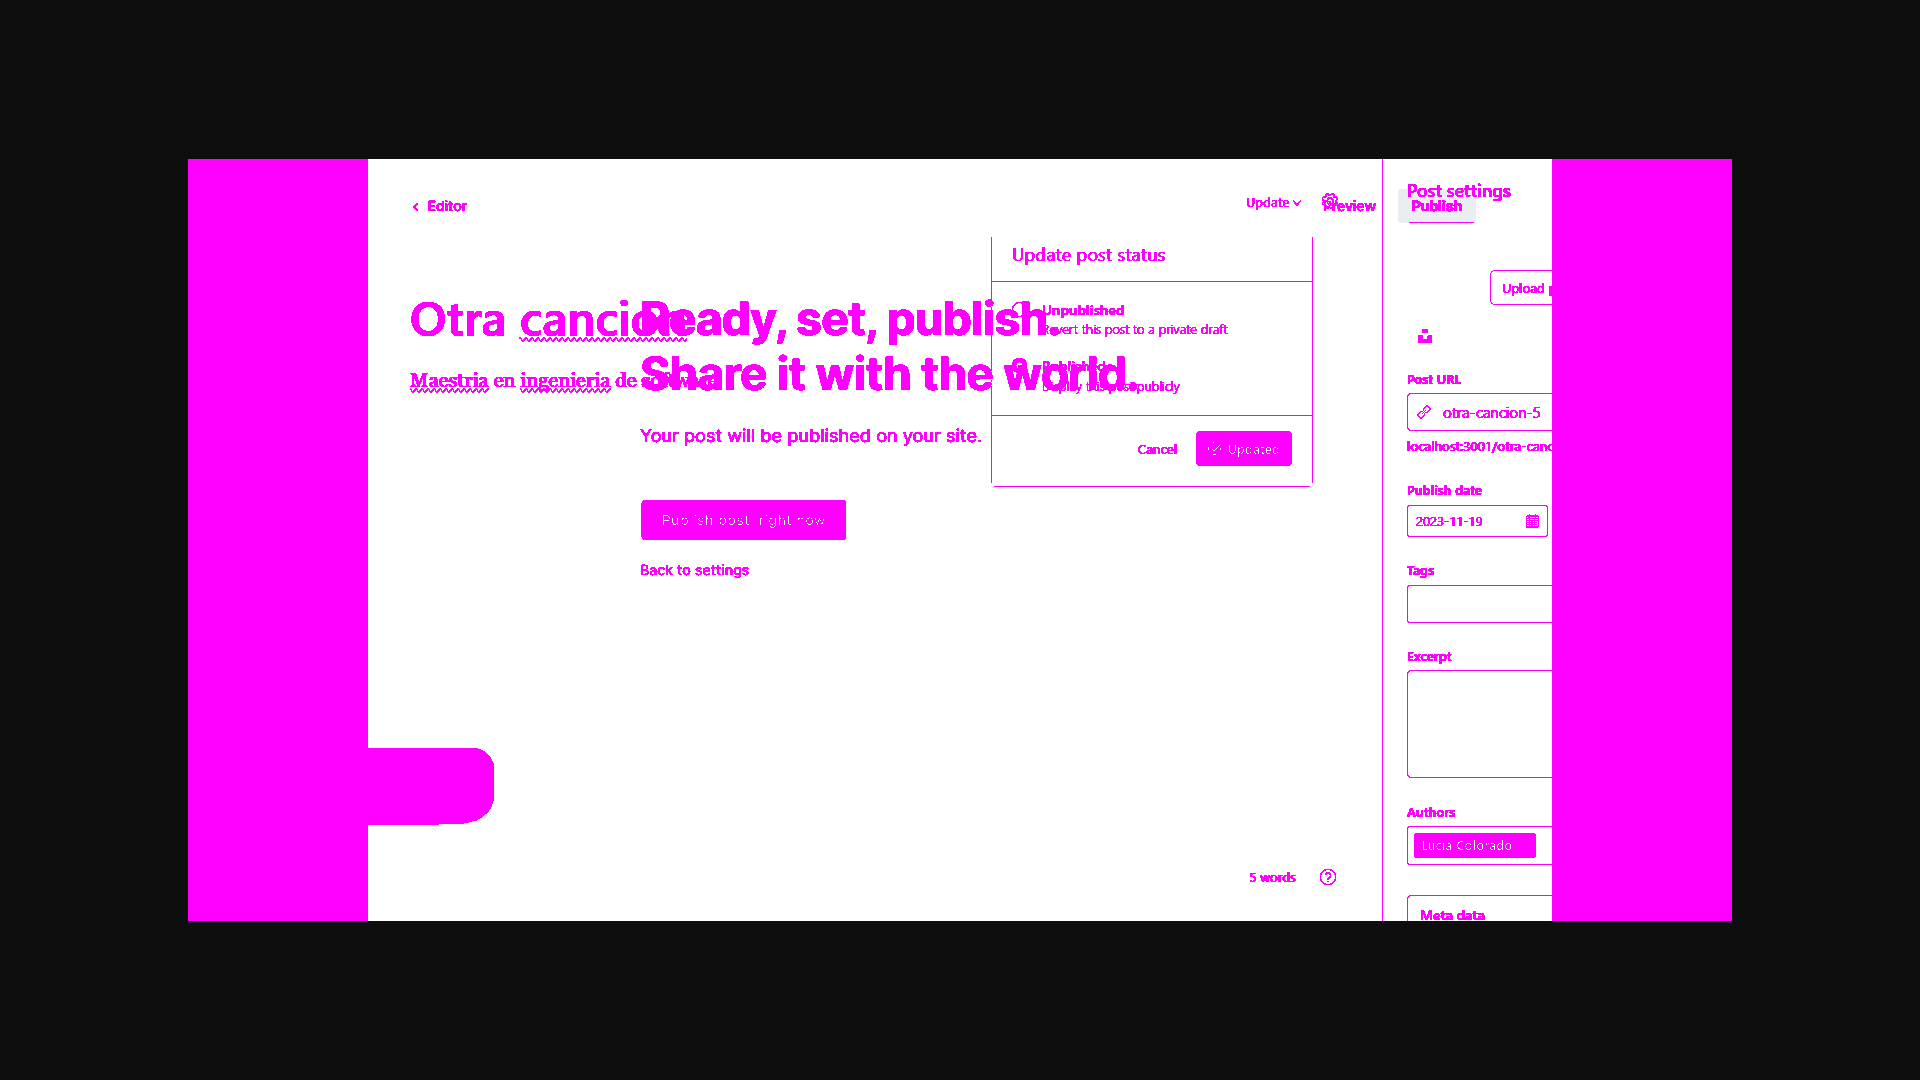 Editor
Update
Preview
Post settings
Publish
Update post status
Upload
Otra cancion
Ready, set, publish.
Unpublished
Revert this post to a private draft
Maestria en ingenieria de software
Share it with the world.
Published
Display this post publicly
Post URL
otra-cancion-5
localhost:3001/otra-canc
Your post will be published on your site.
Cancel
Updated
Publish date
2023-11-19
Publish post, right now
Back to settings
Tags
Excerpt
Authors
Lucia Colorado
5 words
Meta data